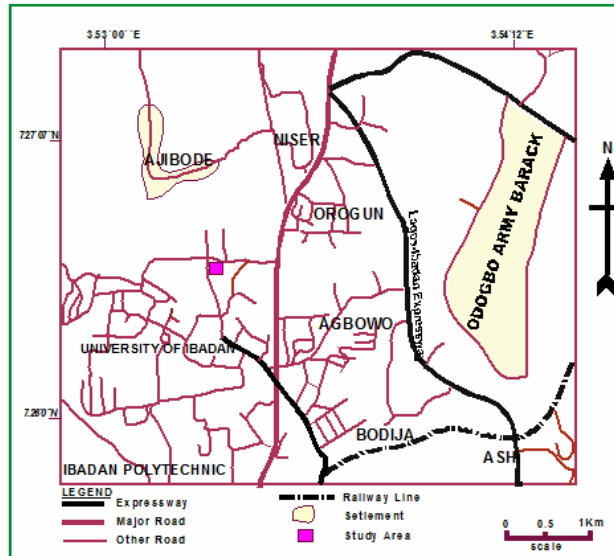 3.53 00´´E
3.54 12´´E
7.27´07´´N
NISER
AJIBODE
N
OROGUN
ODOGBO ARMY BARACK
Lagos-Ibadan Expressway
AGBOWO
UNIVERSITY OF IBADAN
7.26´0´´N
BODIJA
IBADAN POLYTECHNIC
ASH
LEGEND
Expressway
Railway Line
Major Road
Setlement
Other Road
Study Area
0 0.5 1Km
scale